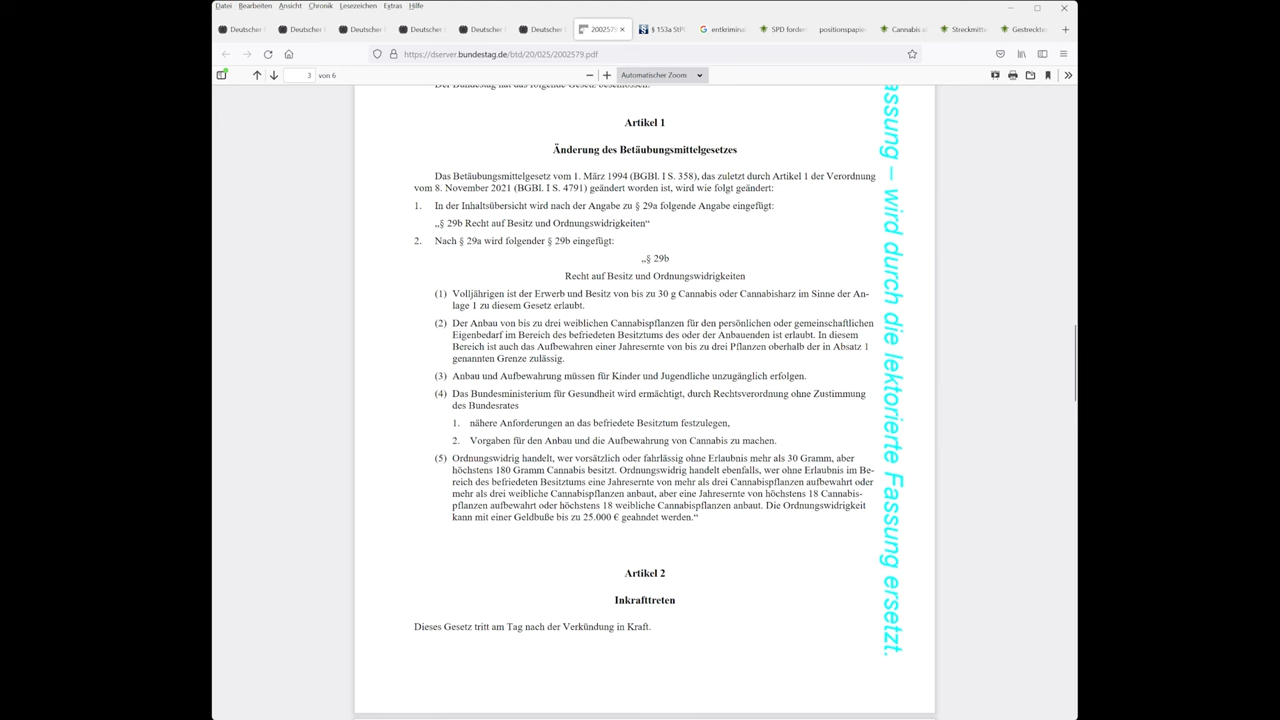 Datei Bearbeiten Ansicht Chronik Lesezeichen Extras Hilfe
Deutscher Deutscher Deutscher Deutscher Deutscher Deutscher 2002579 § 153a StP entkriminal SPD forder positionspapie Cannabis a Streckmitte Gestreckte
https://dserver.bundestag.de/btd/20/025/2002579.pdf
3 von 6 Automatischer Zoom
Der Bundestag hat das folgende Gesetz beschlossen:
Artikel 1
Änderung des Betäubungsmittelgesetzes
Das Betäubungsmittelgesetz vom 1. März 1994 (BGBl. I S. 358), das zuletzt durch Artikel 1 der Verordnung
vom 8. November 2021 (BGBl. I S. 4791) geändert worden ist, wird wie folgt geändert:
1. In der Inhaltsübersicht wird nach der Angabe zu § 29a folgende Angabe eingefügt:
„§ 29b Recht auf Besitz und Ordnungswidrigkeiten“
2. Nach § 29a wird folgender § 29b eingefügt:
„§ 29b
Recht auf Besitz und Ordnungswidrigkeiten
(1) Volljährigen ist der Erwerb und Besitz von bis zu 30 g Cannabis oder Cannabisharz im Sinne der An-
lage 1 zu diesem Gesetz erlaubt.
(2) Der Anbau von bis zu drei weiblichen Cannabispflanzen für den persönlichen oder gemeinschaftlichen
Eigenbedarf im Bereich des befriedeten Besitztums des oder der Anbauenden ist erlaubt. In diesem
Bereich ist auch das Aufbewahren einer Jahresernte von bis zu drei Pflanzen oberhalb der in Absatz 1
genannten Grenze zulässig.
(3) Anbau und Aufbewahrung müssen für Kinder und Jugendliche unzugänglich erfolgen.
(4) Das Bundesministerium für Gesundheit wird ermächtigt, durch Rechtsverordnung ohne Zustimmung
des Bundesrates
1. nähere Anforderungen an das befriedete Besitztum festzulegen,
2. Vorgaben für den Anbau und die Aufbewahrung von Cannabis zu machen.
(5) Ordnungswidrig handelt, wer vorsätzlich oder fahrlässig ohne Erlaubnis mehr als 30 Gramm, aber
höchstens 180 Gramm Cannabis besitzt. Ordnungswidrig handelt ebenfalls, wer ohne Erlaubnis im Be-
reich des befriedeten Besitztums eine Jahresernte von mehr als drei Cannabispflanzen aufbewahrt oder
mehr als drei weibliche Cannabispflanzen anbaut, aber eine Jahresernte von höchstens 18 Cannabis-
pflanzen aufbewahrt oder höchstens 18 weibliche Cannabispflanzen anbaut. Die Ordnungswidrigkeit
kann mit einer Geldbuße bis zu 25.000 € geahndet werden.“
Artikel 2
Inkrafttreten
Dieses Gesetz tritt am Tag nach der Verkündung in Kraft.
assung – wird durch die lektorierte Fassung ersetzt.